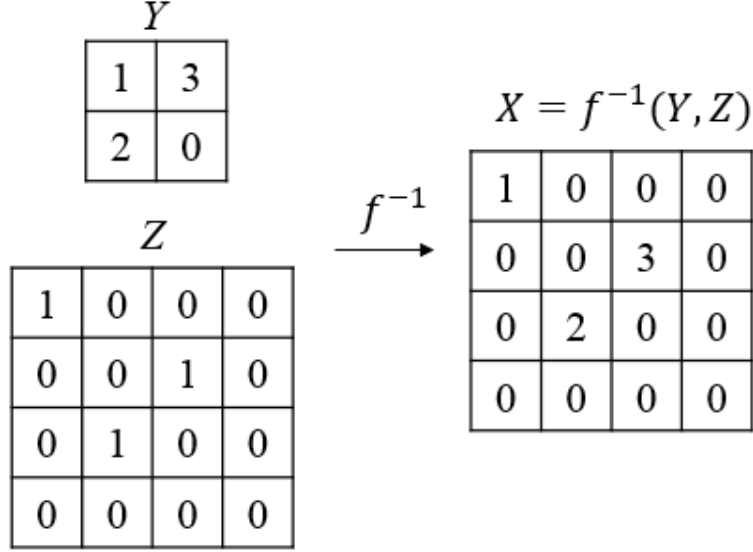 Y
1 3
2 0
Z
1 0 0 0
0 0 1 0
0 1 0 0
0 0 0 0
f⁻¹
X = f⁻¹(Y, Z)
1 0 0 0
0 0 3 0
0 2 0 0
0 0 0 0